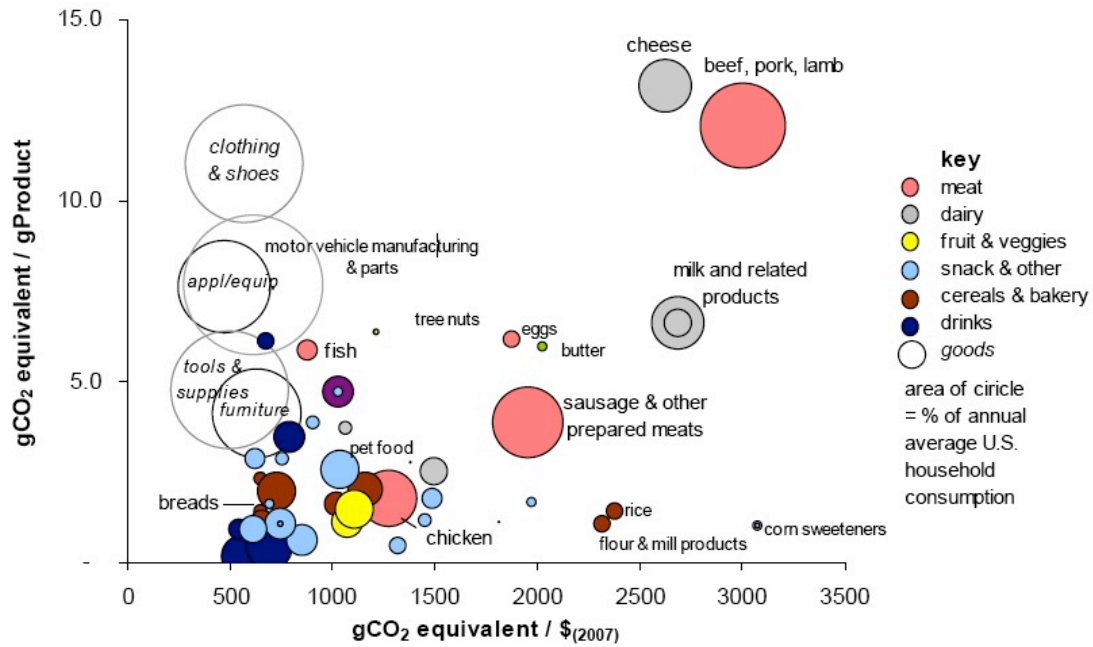 15.0
10.0
5.0
-
gCO2 equivalent / gProduct
0
500
1000
1500
2000
2500
3000
3500
gCO2 equivalent / $(2007)
cheese
beef, pork, lamb
clothing
& shoes
motor vehicle manufacturing
& parts
appl/equip
milk and related
products
tree nuts
eggs
butter
fish
tools &
supplies
furniture
sausage & other
prepared meats
pet food
breads
chicken
rice
flour & mill products
corn sweeteners
key
meat
dairy
fruit & veggies
snack & other
cereals & bakery
drinks
goods
area of ciricle
= % of annual
average U.S.
household
consumption